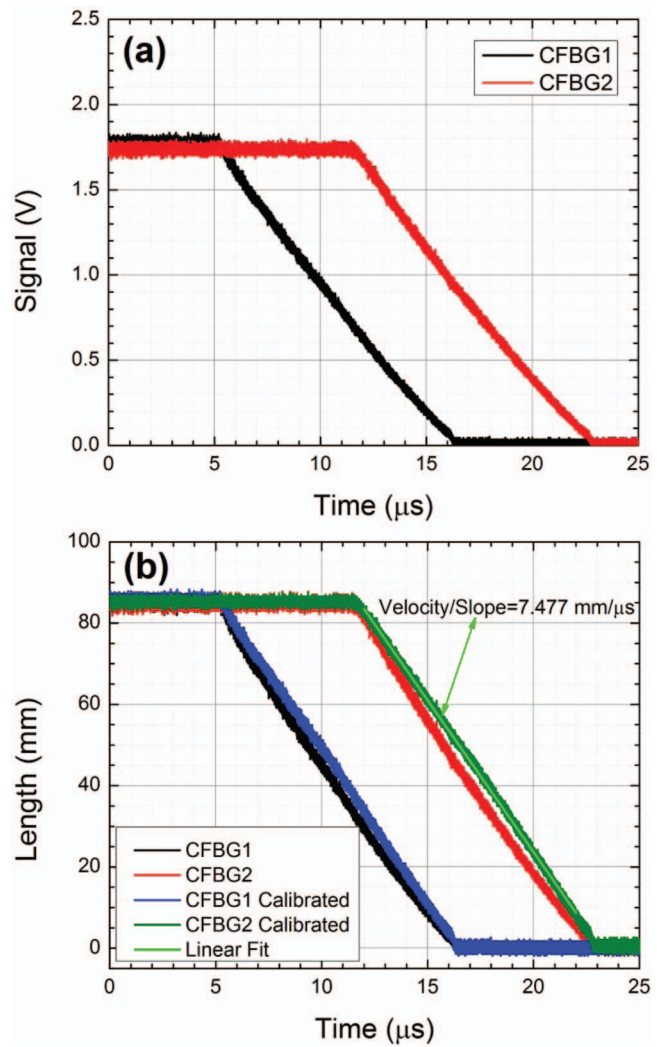 (a)
CFBG1
CFBG2
2.5
2.0
1.5
1.0
0.5
0.0
Signal (V)
0 5 10 15 20 25
Time (μs)
(b)
Velocity/Slope=7.477 mm/μs
100
80
60
40
20
0
Length (mm)
CFBG1
CFBG2
CFBG1 Calibrated
CFBG2 Calibrated
Linear Fit
0 5 10 15 20 25
Time (μs)